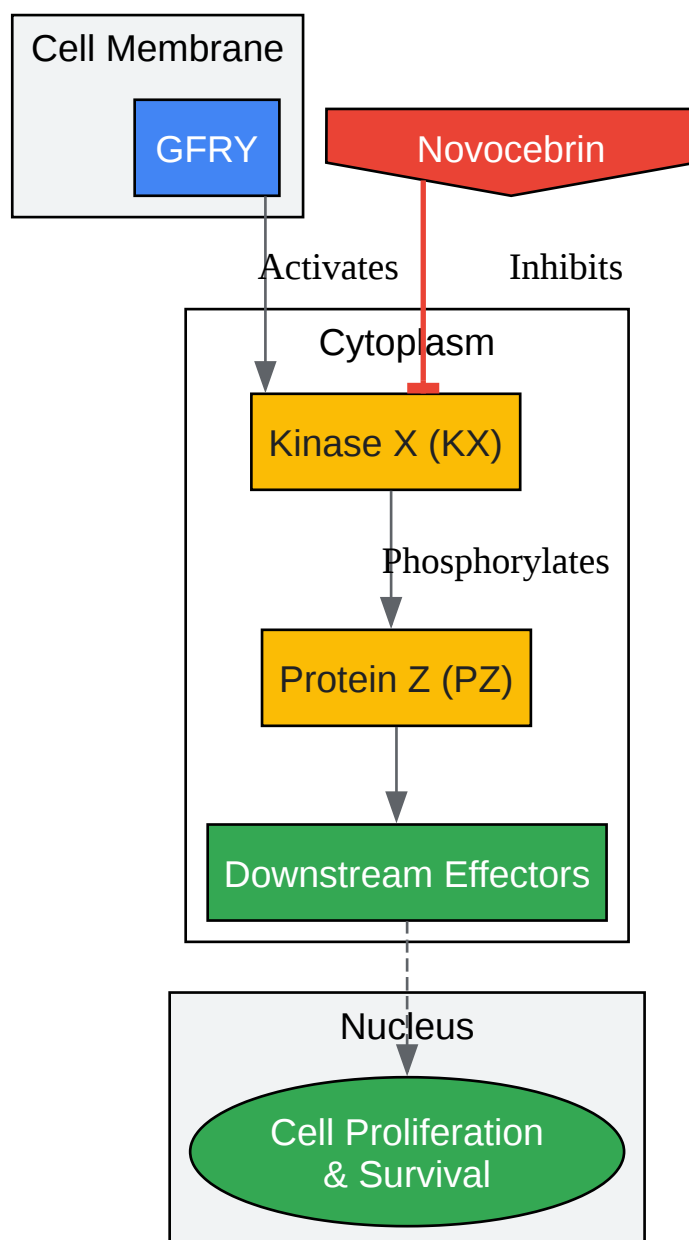 Cell Membrane
GFRY
Novocebrin
Activates
Inhibits
Cytoplasm
Kinase X (KX)
Phosphorylates
Protein Z (PZ)
Downstream Effectors
Nucleus
Cell Proliferation
& Survival